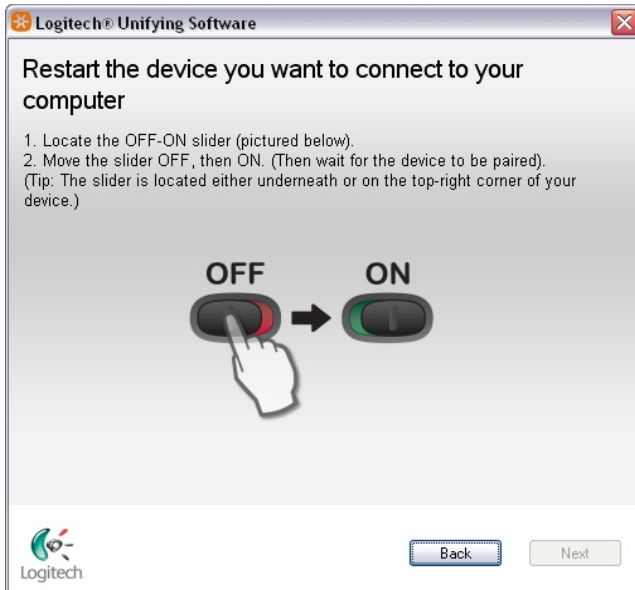 Logitech® Unifying Software
Restart the device you want to connect to your
computer
1. Locate the OFF-ON slider (pictured below).
2. Move the slider OFF, then ON. (Then wait for the device to be paired).
(Tip: The slider is located either underneath or on the top-right corner of your
device.)
OFF ON
Logitech
Back Next